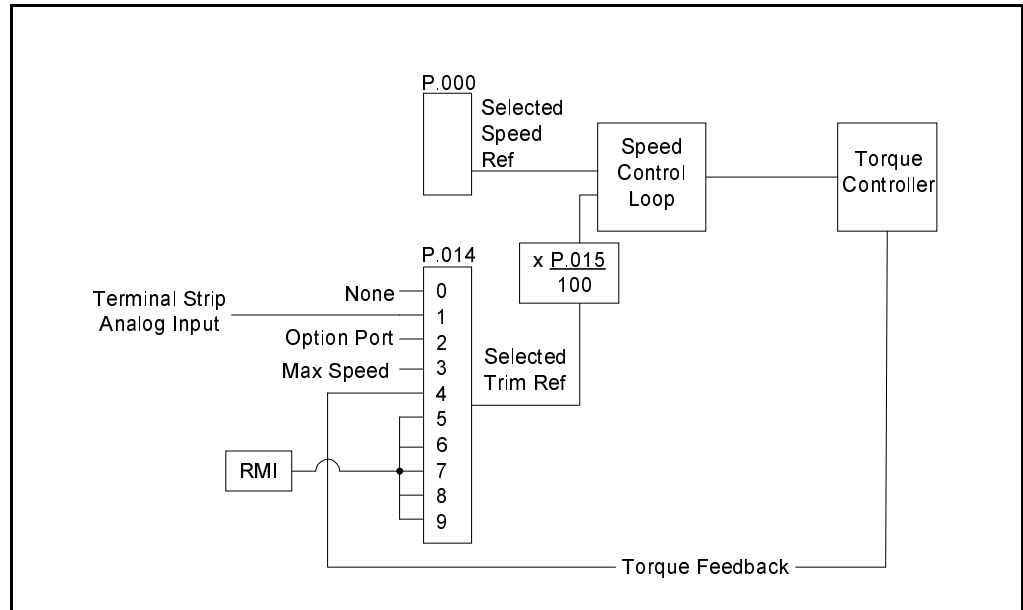 P.000
Selected
Speed
Ref
Speed
Control
Loop
Torque
Controller
P.014
x P.015
100
None
0
Terminal Strip
Analog Input
1
Option Port
2
Max Speed
3
Selected
Trim Ref
4
5
6
RMI
7
8
9
Torque Feedback